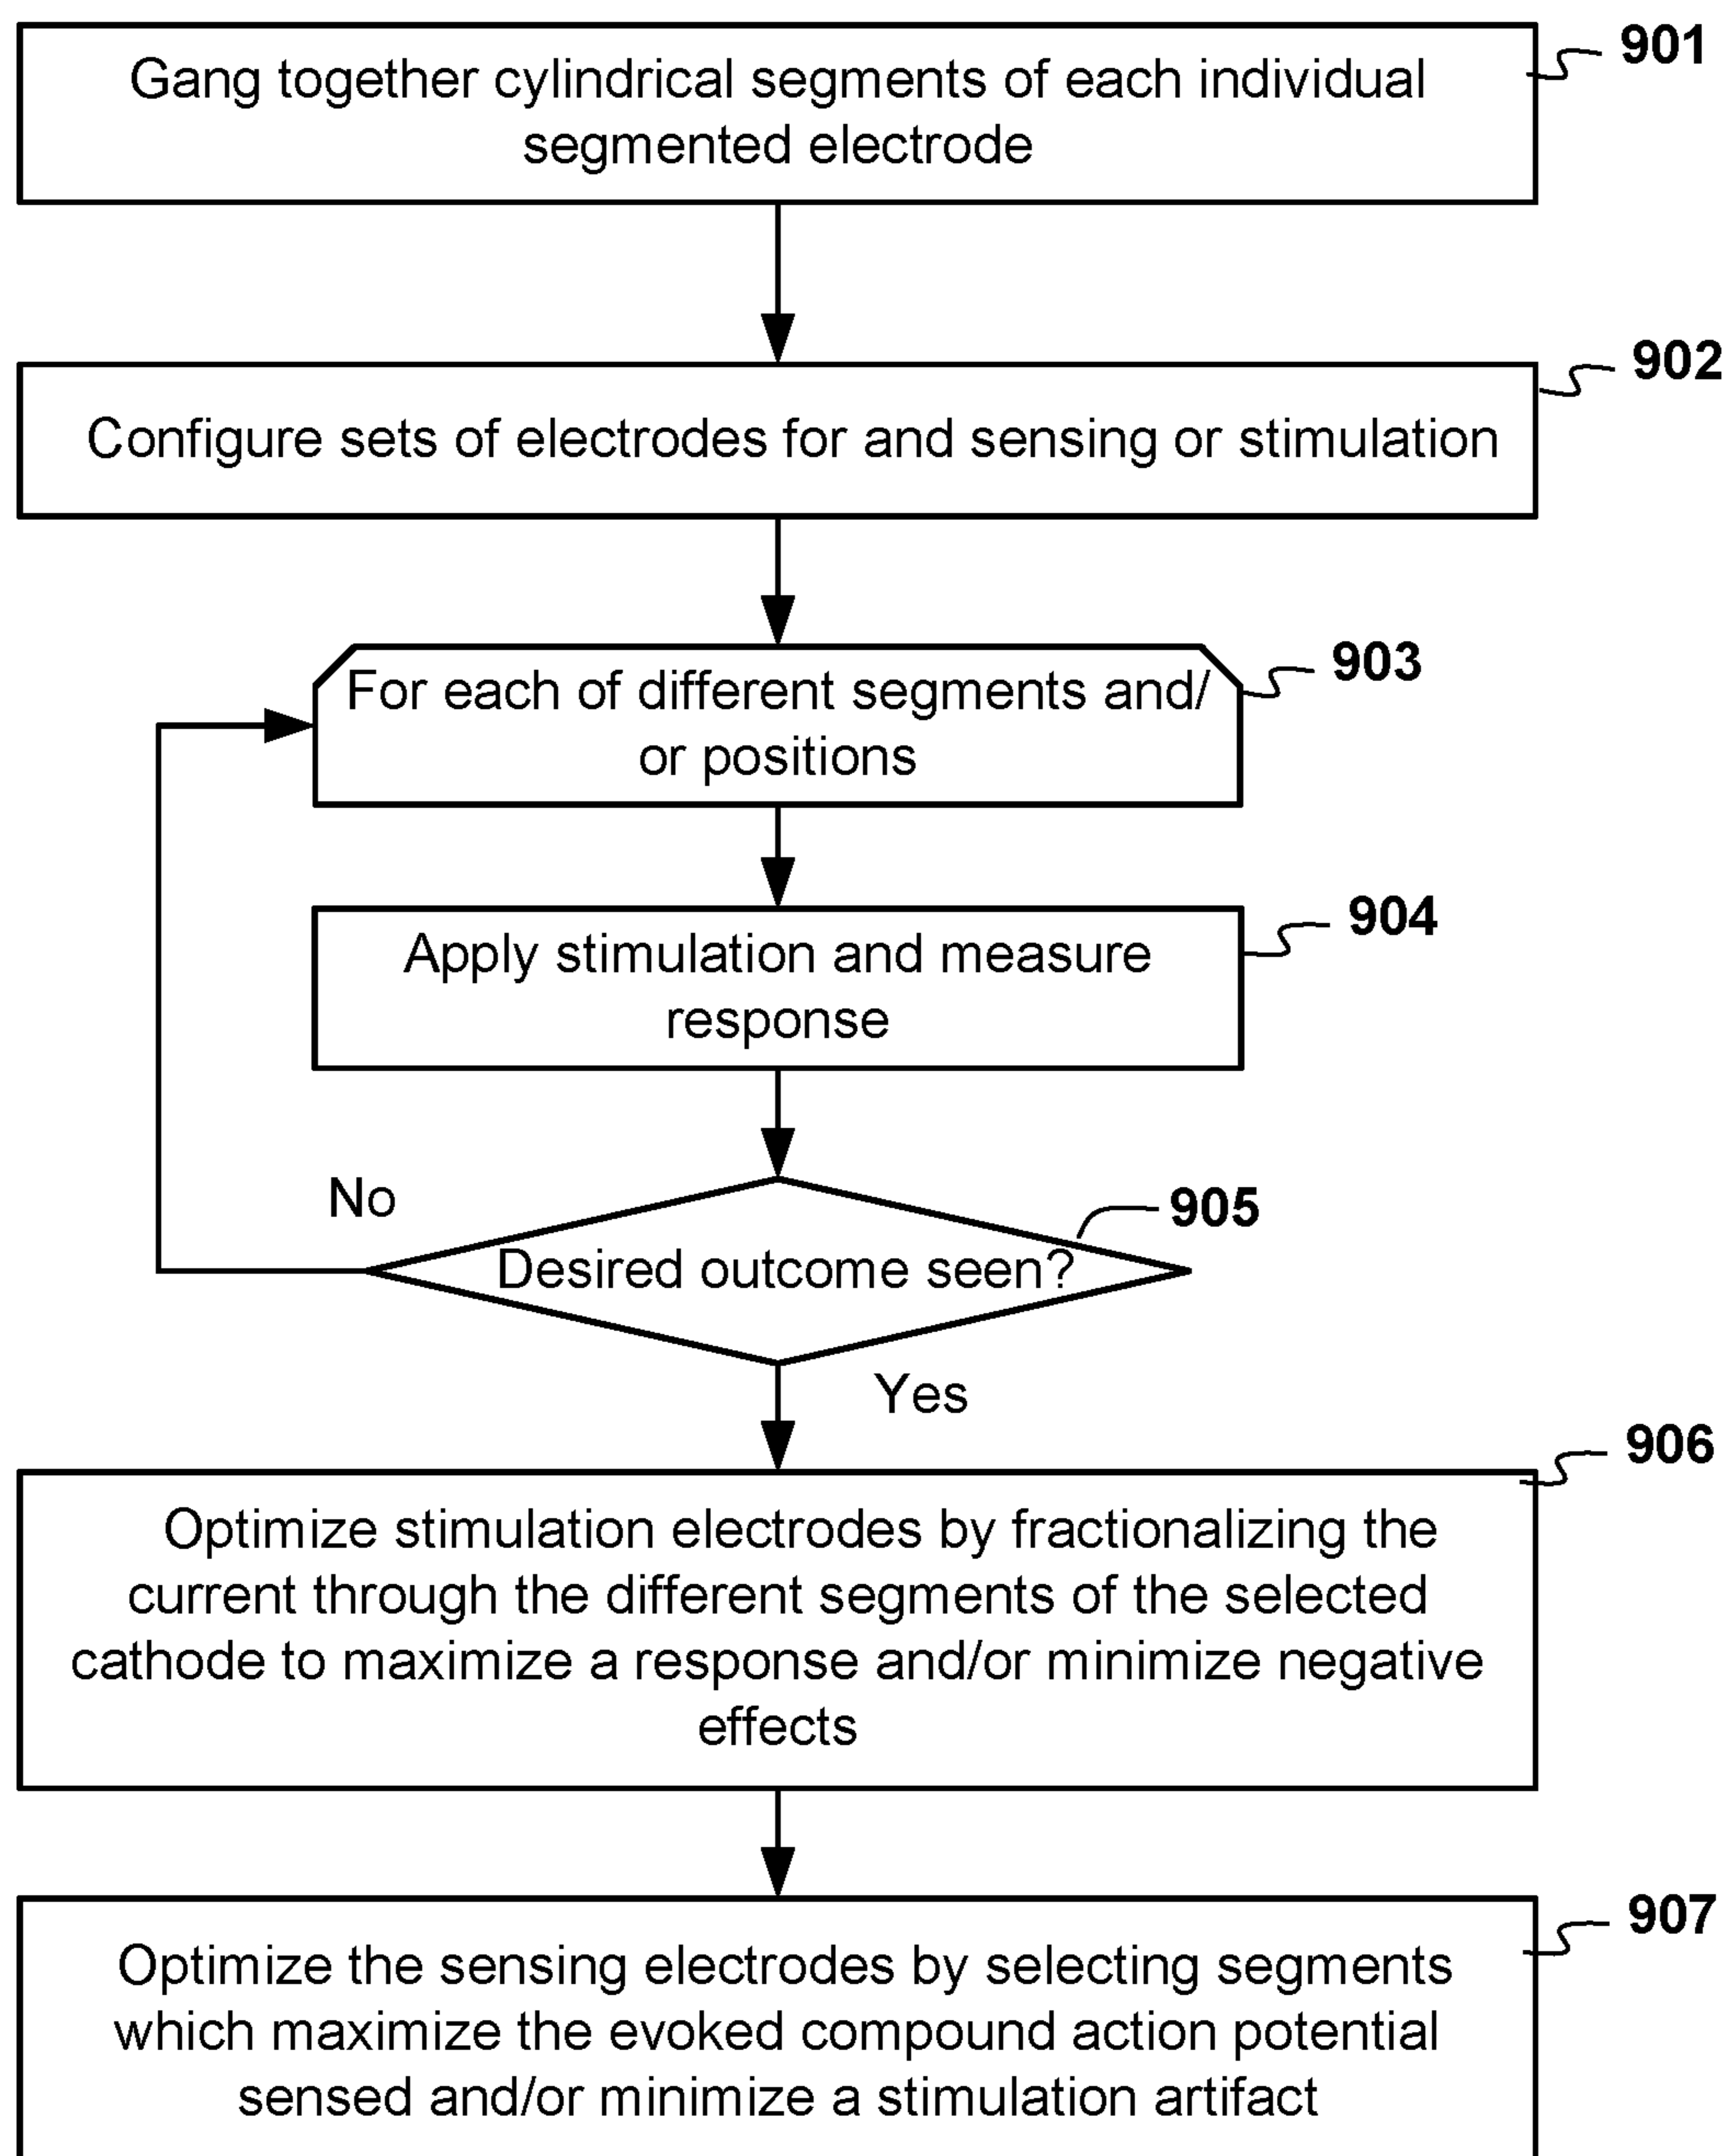 901
Gang together cylindrical segments of each individual
segmented electrode
902
Configure sets of electrodes for and sensing or stimulation
903
For each of different segments and/
or positions
904
Apply stimulation and measure
response
No
905
Desired outcome seen?
Yes
906
Optimize stimulation electrodes by fractionalizing the
current through the different segments of the selected
cathode to maximize a response and/or minimize negative
effects
907
Optimize the sensing electrodes by selecting segments
which maximize the evoked compound action potential
sensed and/or minimize a stimulation artifact